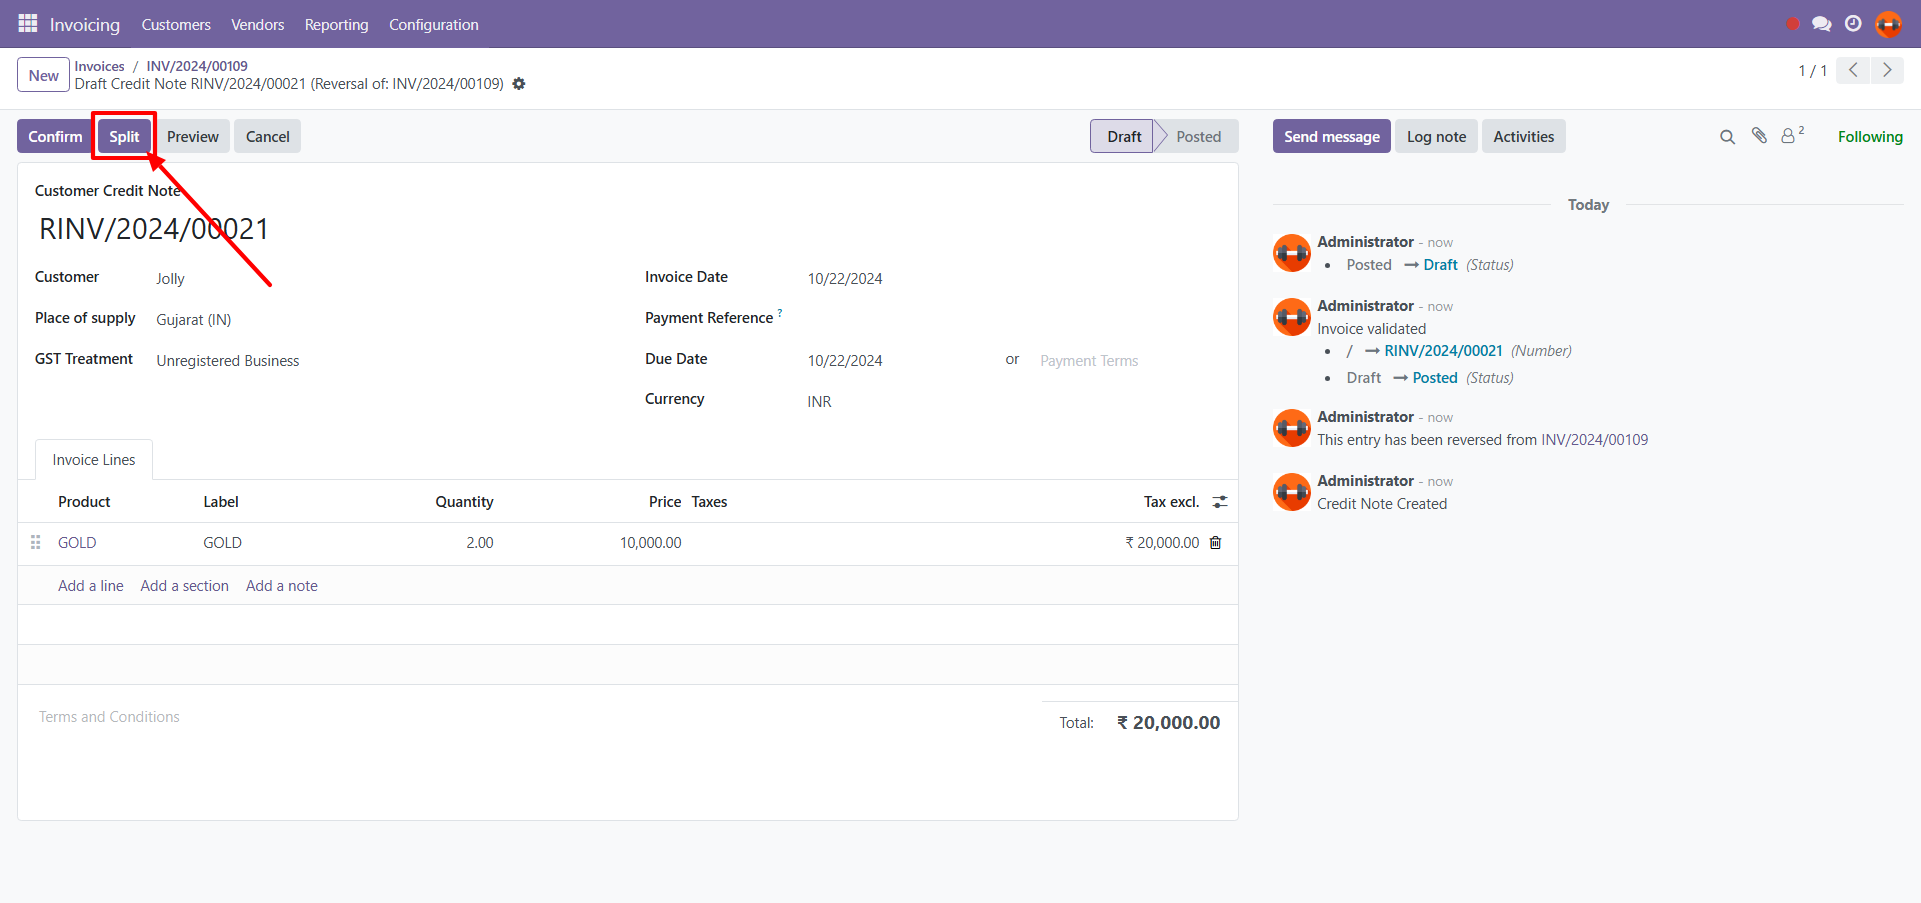 Invoicing Customers Vendors Reporting Configuration
New
Invoices / INV/2024/00109
Draft Credit Note RINV/2024/00021 (Reversal of: INV/2024/00109)
1 / 1
Confirm Split Preview Cancel
Draft Posted
Send message Log note Activities
2
Following
Customer Credit Note
RINV/2024/00021
Customer Jolly
Place of supply Gujarat (IN)
GST Treatment Unregistered Business
Invoice Date 10/22/2024
Payment Reference ?
Due Date 10/22/2024 or Payment Terms
Currency INR
Invoice Lines
Product Label Quantity Price Taxes Tax excl.
GOLD GOLD 2.00 10,000.00 ₹ 20,000.00
Add a line Add a section Add a note
Terms and Conditions
Total: ₹ 20,000.00
Today
Administrator - now
• Posted → Draft (Status)
Administrator - now
Invoice validated
• / → RINV/2024/00021 (Number)
• Draft → Posted (Status)
Administrator - now
This entry has been reversed from INV/2024/00109
Administrator - now
Credit Note Created